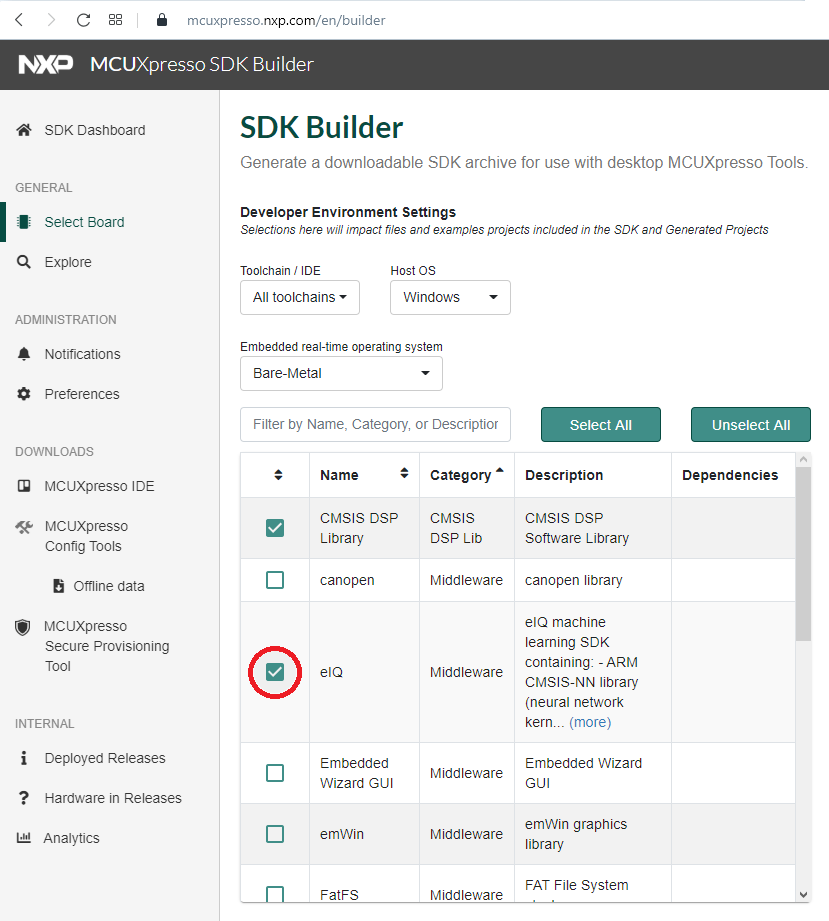 mcuxpresso.nxp.com/en/builder
NXP MCUXpresso SDK Builder
SDK Dashboard
GENERAL
Select Board
Explore
ADMINISTRATION
Notifications
Preferences
DOWNLOADS
MCUXpresso IDE
MCUXpresso
Config Tools
Offline data
MCUXpresso
Secure Provisioning
Tool
INTERNAL
Deployed Releases
Hardware in Releases
Analytics
SDK Builder
Generate a downloadable SDK archive for use with desktop MCUXpresso Tools.
Developer Environment Settings
Selections here will impact files and examples projects included in the SDK and Generated Projects
Toolchain / IDE
Host OS
All toolchains
Windows
Embedded real-time operating system
Bare-Metal
Filter by Name, Category, or Description
Select All
Unselect All
Name Category Description Dependencies
CMSIS DSP
Library
CMSIS
DSP Lib
CMSIS DSP
Software Library
canopen
Middleware
canopen library
eIQ
Middleware
eIQ machine
learning SDK
containing: - ARM
CMSIS-NN library
(neural network
kern... (more)
Embedded
Wizard GUI
Middleware
Embedded Wizard
GUI
emWin
Middleware
emWin graphics
library
FatFS
Middleware
FAT File System